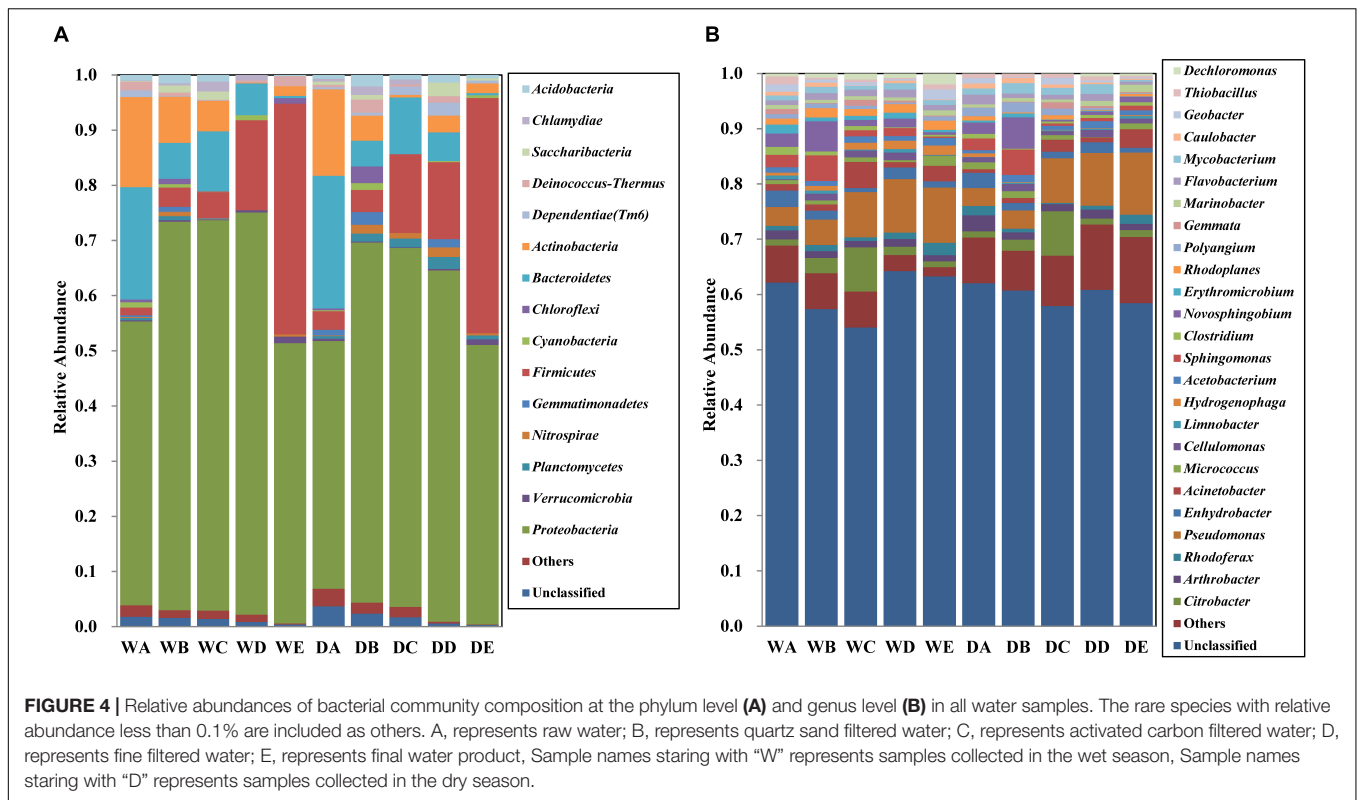 A
Relative Abundance
1.0
0.9
0.8
0.7
0.6
0.5
0.4
0.3
0.2
0.1
0.0
WA WB WC WD WE DA DB DC DD DE
Acidobacteria
Chlamydiae
Saccharibacteria
Deinococcus-Thermus
Dependentiae(Tm6)
Actinobacteria
Bacteroidetes
Chloroflexi
Cyanobacteria
Firmicutes
Gemmatimonadetes
Nitrospirae
Planctomycetes
Verrucomicrobia
Proteobacteria
Others
Unclassified
B
Relative Abundance
1.0
0.9
0.8
0.7
0.6
0.5
0.4
0.3
0.2
0.1
0.0
WA WB WC WD WE DA DB DC DD DE
Dechloromonas
Thiobacillus
Geobacter
Caulobacter
Mycobacterium
Flavobacterium
Marinobacter
Gemmata
Polyangium
Rhodoplanes
Erythromicrobium
Novosphingobium
Clostridium
Sphingomonas
Acetobacterium
Hydrogenophaga
Limnobacter
Cellulomonas
Micrococcus
Acinetobacter
Enhydrobacter
Pseudomonas
Rhodoferax
Arthrobacter
Citrobacter
Others
Unclassified
FIGURE 4 | Relative abundances of bacterial community composition at the phylum level (A) and genus level (B) in all water samples. The rare species with relative
abundance less than 0.1% are included as others. A, represents raw water; B, represents quartz sand filtered water; C, represents activated carbon filtered water; D,
represents fine filtered water; E, represents final water product, Sample names staring with “W” represents samples collected in the wet season, Sample names
staring with “D” represents samples collected in the dry season.